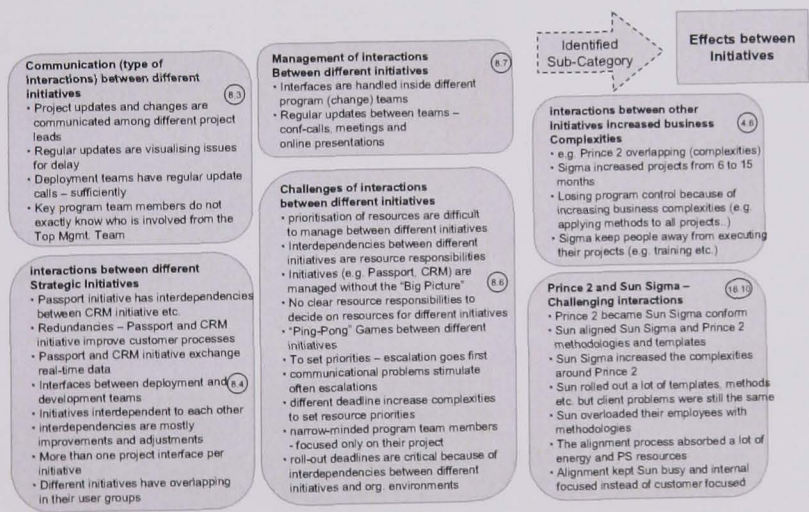 Communication (type of
Interactions) between different
initiatives
8.3
• Project updates and changes are
communicated among different project
leads
• Regular updates are visualising issues
for delay
• Deployment teams have regular update
calls – sufficiently
• Key program team members do not
exactly know who is involved from the
Top Mgmt. Team
interactions between different
Strategic Initiatives
• Passport initiative has interdependencies
between CRM initiative etc.
• Redundancies – Passport and CRM
initiative improve customer processes
• Passport and CRM initiative exchange
real-time data
• Interfaces between deployment and
development teams
8.4
• Initiatives interdependent to each other
• interdependencies are mostly
improvements and adjustments
• More than one project interface per
initiative
• Different initiatives have overlapping
in their user groups
Management of interactions
Between different initiatives
8.7
• Interfaces are handled inside different
program (change) teams
• Regular updates between teams –
conf-calls, meetings and
online presentations
Challenges of interactions
between different initiatives
• prioritisation of resources are difficult
to manage between different initiatives
• Interdependencies between different
initiatives are resource responsibilities
• Initiatives (e.g. Passport, CRM) are
managed without the "Big Picture"
8.6
• No clear resource responsibilities to
decide on resources for different initiatives
• "Ping-Pong" Games between different
initiatives
• To set priorities – escalation goes first
• communicational problems stimulate
often escalations
• different deadline increase complexities
to set resource priorities
• narrow-minded program team members
- focused only on their project
• roll-out deadlines are critical because of
interdependencies between different
initiatives and org. environments
Identified
Sub-Category
Effects between
Initiatives
interactions between other
Initiatives increased business
Complexities
4.6
• e.g. Prince 2 overlapping (complexities)
• Sigma increased projects from 6 to 15
months
• Losing program control because of
increasing business complexities (e.g.
applying methods to all projects..)
• Sigma keep people away from executing
their projects (e.g. training etc.)
Prince 2 and Sun Sigma –
Challenging interactions
16.10
• Prince 2 became Sun Sigma conform
• Sun aligned Sun Sigma and Prince 2
methodologies and templates
• Sun Sigma increased the complexities
around Prince 2
• Sun rolled out a lot of templates, methods
etc. but client problems were still the same
• Sun overloaded their employees with
methodologies
• The alignment process absorbed a lot of
energy and PS resources
• Alignment kept Sun busy and internal
focused instead of customer focused